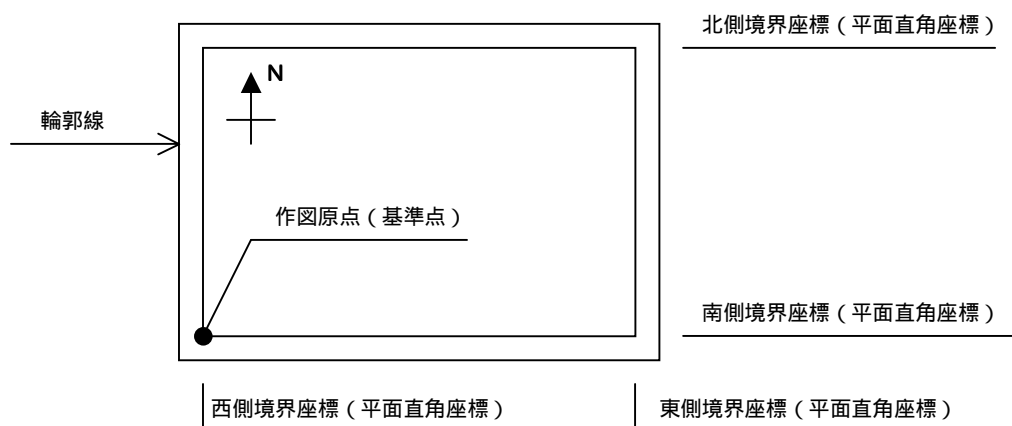 北側境界座標（平面直角座標）
N
輪郭線
作図原点（基準点）
南側境界座標（平面直角座標）
西側境界座標（平面直角座標）
東側境界座標（平面直角座標）